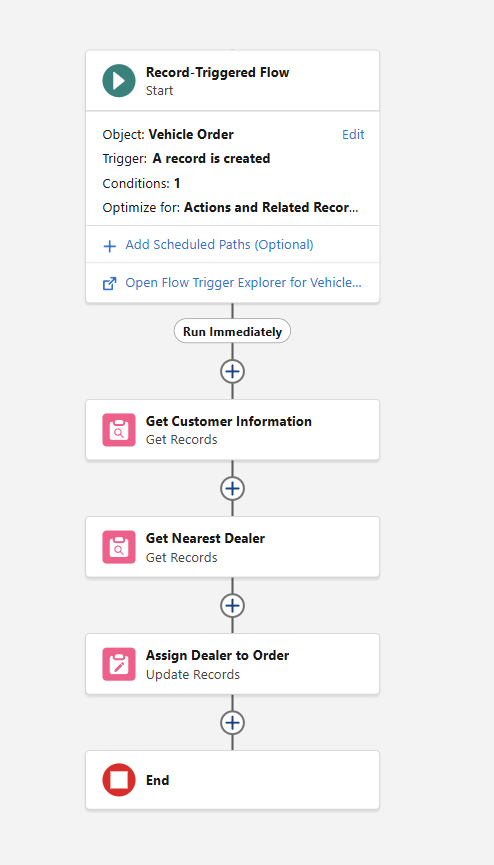 Record-Triggered Flow
Start
Object: Vehicle Order Edit
Trigger: A record is created
Conditions: 1
Optimize for: Actions and Related Recor...
Add Scheduled Paths (Optional)
Open Flow Trigger Explorer for Vehicle...
Run Immediately
Get Customer Information
Get Records
Get Nearest Dealer
Get Records
Assign Dealer to Order
Update Records
End